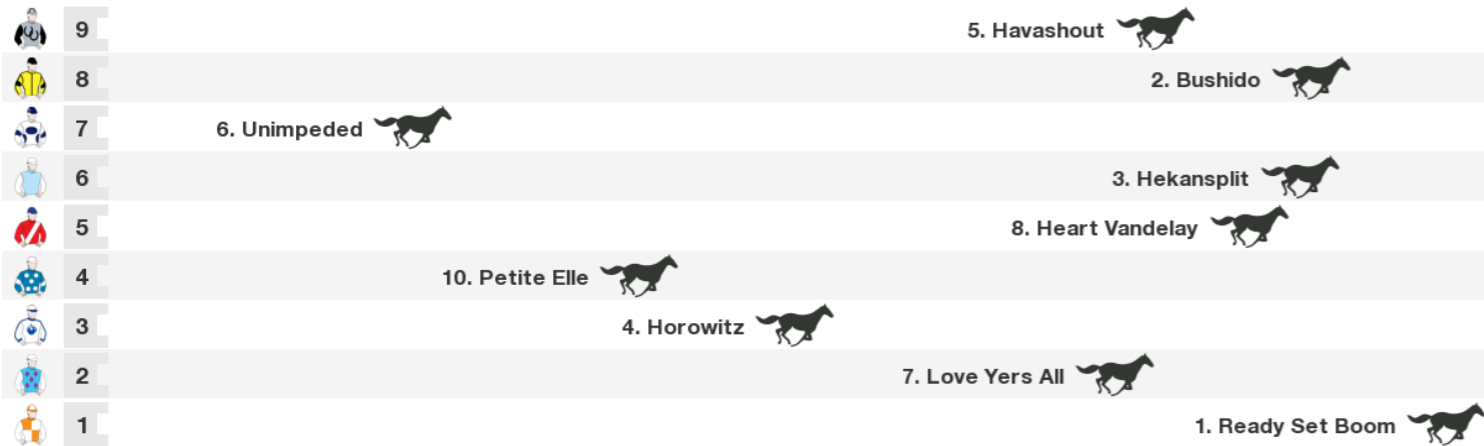 9 5. Havashout
8 2. Bushido
7 6. Unimpeded
6 3. Hekansplit
5 8. Heart Vandelay
4 10. Petite Elle
3 4. Horowitz
2 7. Love Yers All
1 1. Ready Set Boom